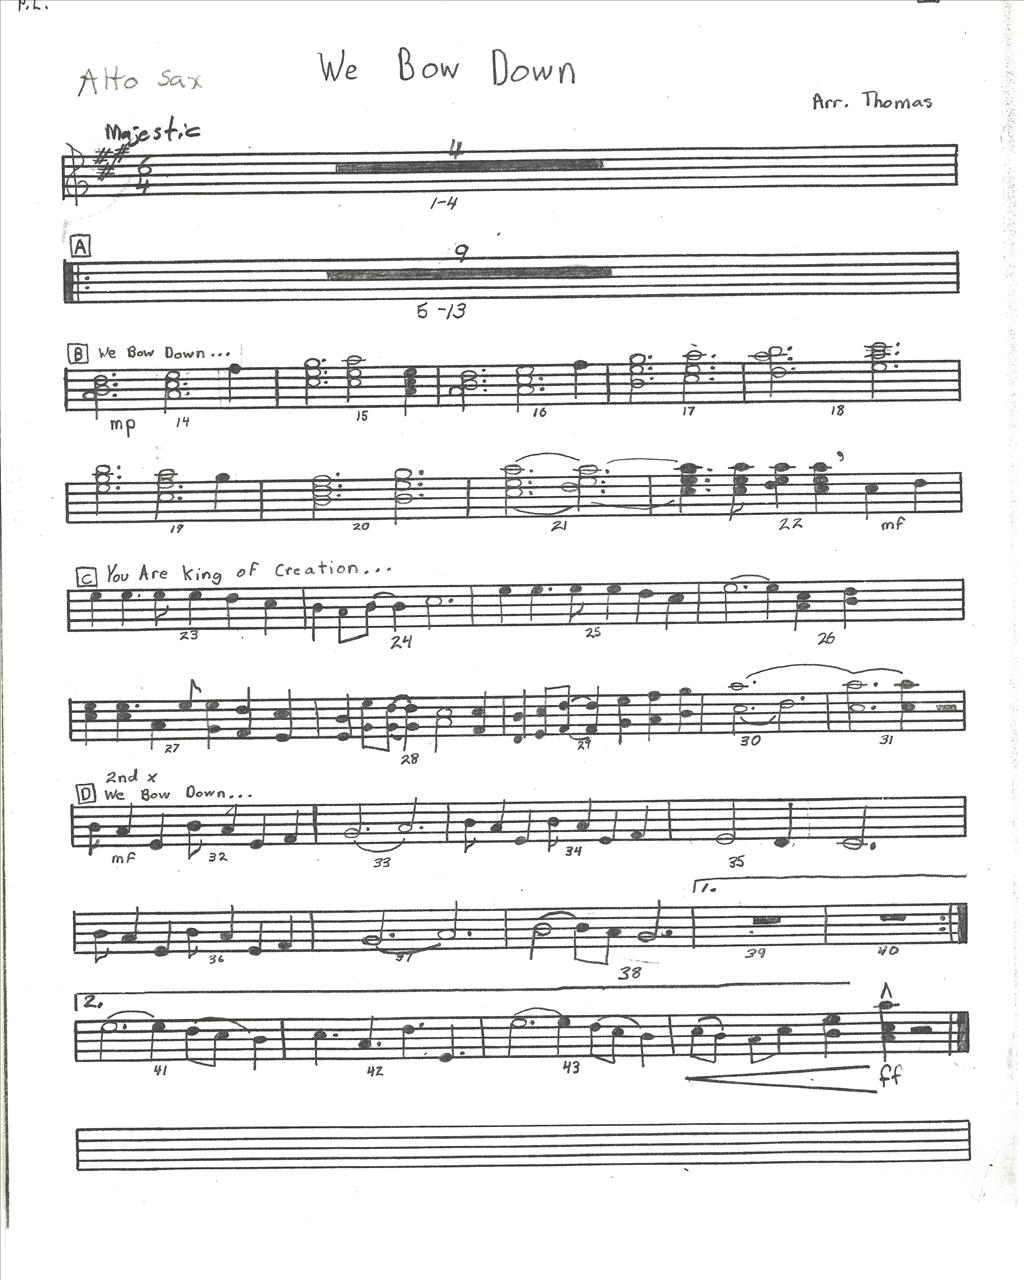 P.L.
We Bow Down
Alto Sax
Arr. Thomas
Majestic
6
4
4
1-4
A
9
5-13
B We Bow Down...
mp 14 15 16 17 18
19 20 21 22 mf
C You Are King of Creation...
23 24 25 26
27 28 29 30 31
2nd x
D We Bow Down...
mf 32 33 34 35
1.
36 37 38 39 40
2.
41 42 43 ff